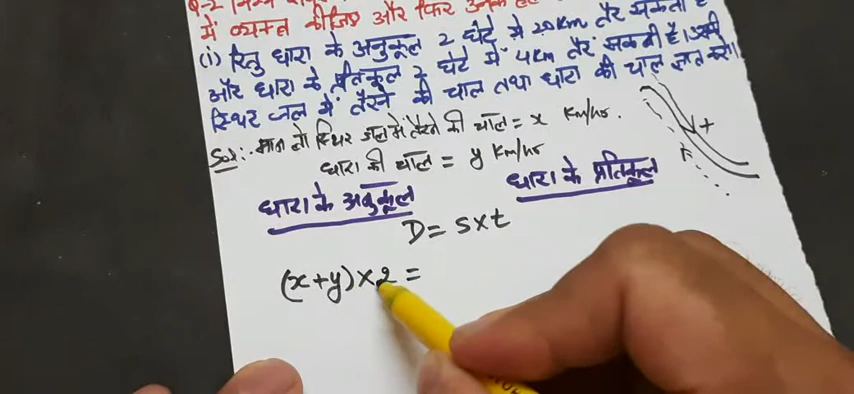 में व्यक्त कीजिए और फिर उनके हल
(i) रितु धारा के अनुकूल 2 घंटे में 20Km तैर सकती है
और धारा के प्रतिकूल 2 घंटे में 4Km तैर सकती है। उसकी
स्थिर जल में तैरने की चाल तथा धारा की चाल ज्ञात करो।
Sol:- माना की स्थिर जल में तैरने की चाल = x Km/hr.
धारा की चाल = y Km/hr
धारा के अनुकूल धारा के प्रतिकूल
D = S×t
(x+y)×2 =